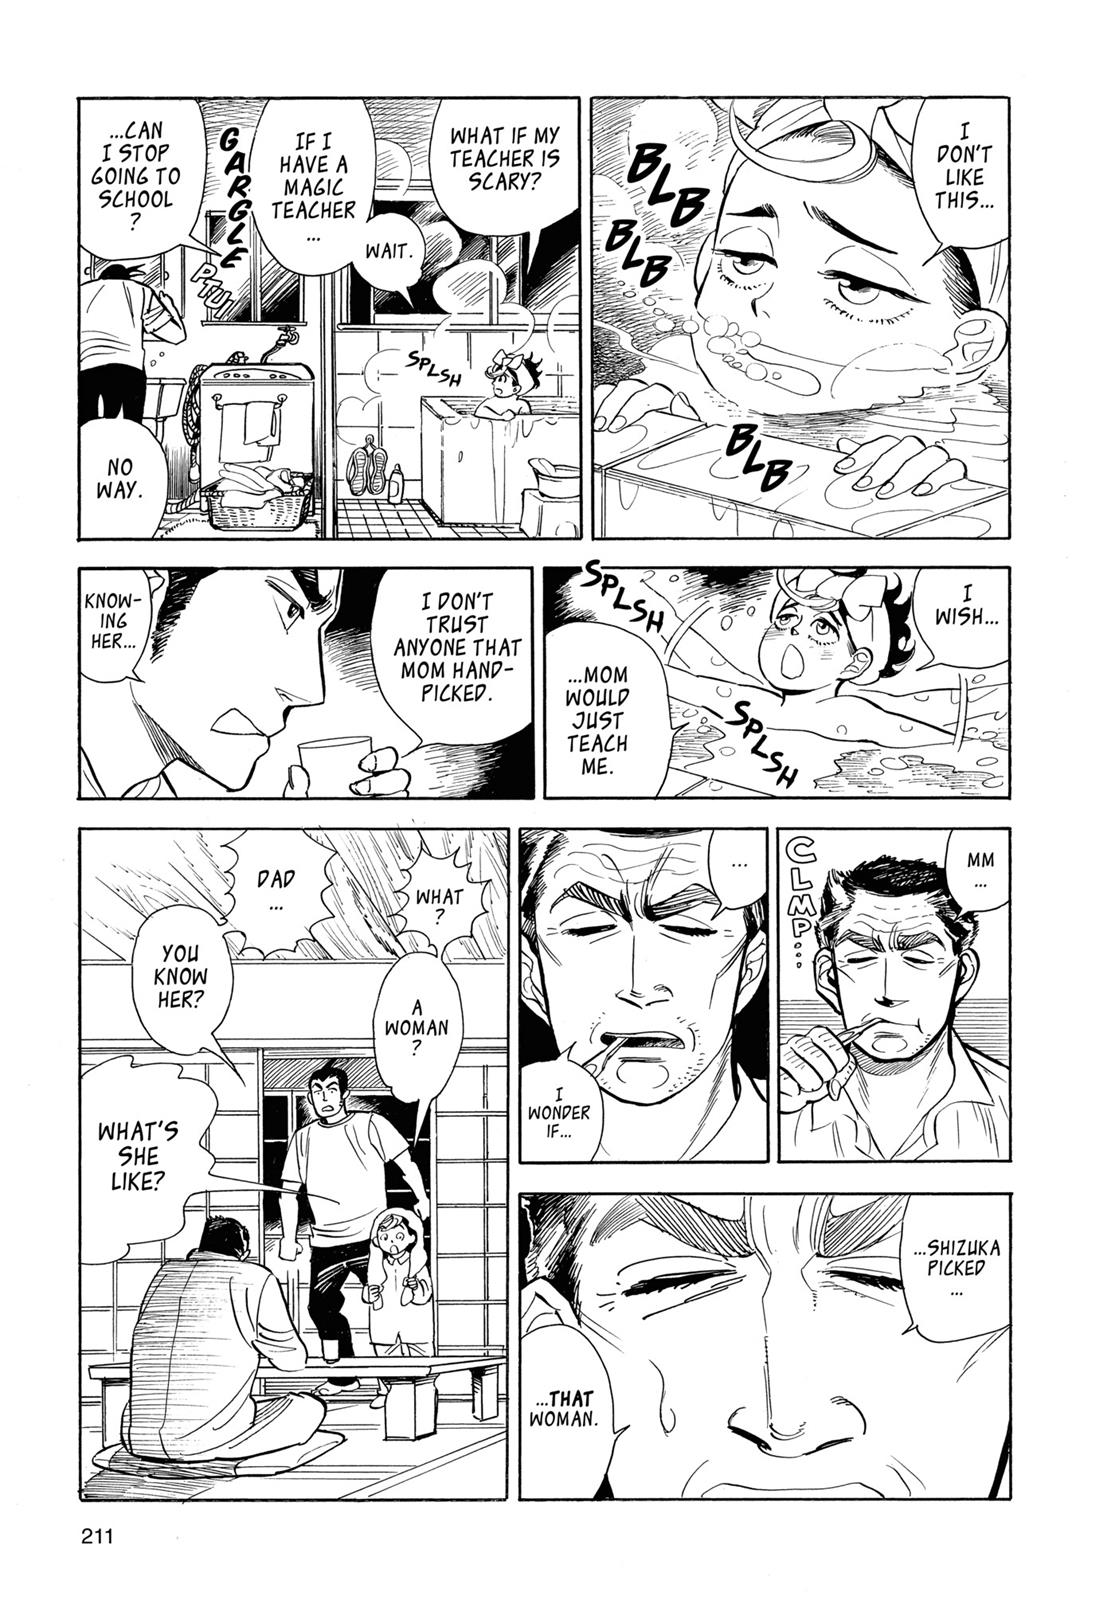 I
DON'T
LIKE
THIS...
BLB
BLB
BLB
WHAT IF MY
TEACHER IS
SCARY?
WAIT.
SPLSH
IF I
HAVE A
MAGIC
TEACHER
...
GARGLE
PTUI
...CAN
I STOP
GOING TO
SCHOOL
?
NO
WAY.
I
WISH...
SPLSH
SPLSH
...MOM
WOULD
JUST
TEACH
ME.
I DON'T
TRUST
ANYONE THAT
MOM HAND-
PICKED.
KNOW-
ING
HER...
MM
...
CLMP...
...
I
WONDER
IF...
...SHIZUKA
PICKED
...
...THAT
WOMAN.
WHAT
?
DAD
...
A
WOMAN
?
YOU
KNOW
HER?
WHAT'S
SHE
LIKE?
211